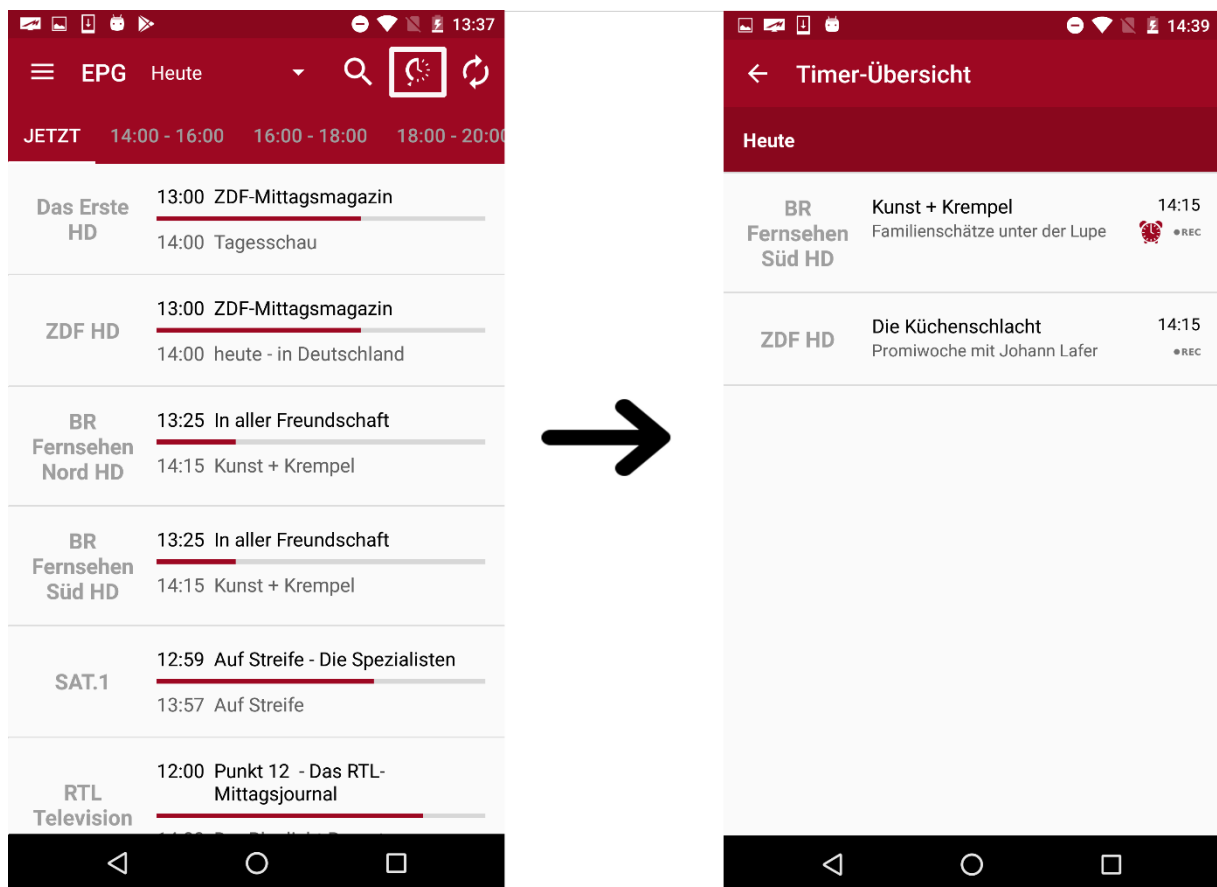 13:37
EPG Heute
JETZT 14:00 - 16:00 16:00 - 18:00 18:00 - 20:00
Das Erste HD
13:00 ZDF-Mittagsmagazin
14:00 Tagesschau
ZDF HD
13:00 ZDF-Mittagsmagazin
14:00 heute - in Deutschland
BR
Fernsehen
Nord HD
13:25 In aller Freundschaft
14:15 Kunst + Krempel
BR
Fernsehen
Süd HD
13:25 In aller Freundschaft
14:15 Kunst + Krempel
SAT.1
12:59 Auf Streife - Die Spezialisten
13:57 Auf Streife
RTL
Television
12:00 Punkt 12 - Das RTL-
Mittagsjournal
14:39
Timer-Übersicht
Heute
BR
Fernsehen
Süd HD
Kunst + Krempel 14:15
Familienschätze unter der Lupe REC
ZDF HD
Die Küchenschlacht 14:15
Promiwoche mit Johann Lafer REC